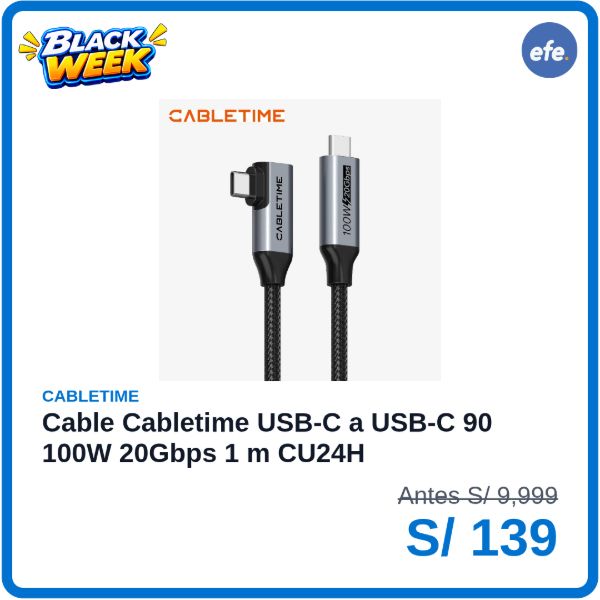 BLACK
WEEK
efe.
CABLETIME
CABLETIME
100W 20Gbps
CABLETIME
Cable Cabletime USB-C a USB-C 90
100W 20Gbps 1 m CU24H
Antes S/ 9,999
S/ 139